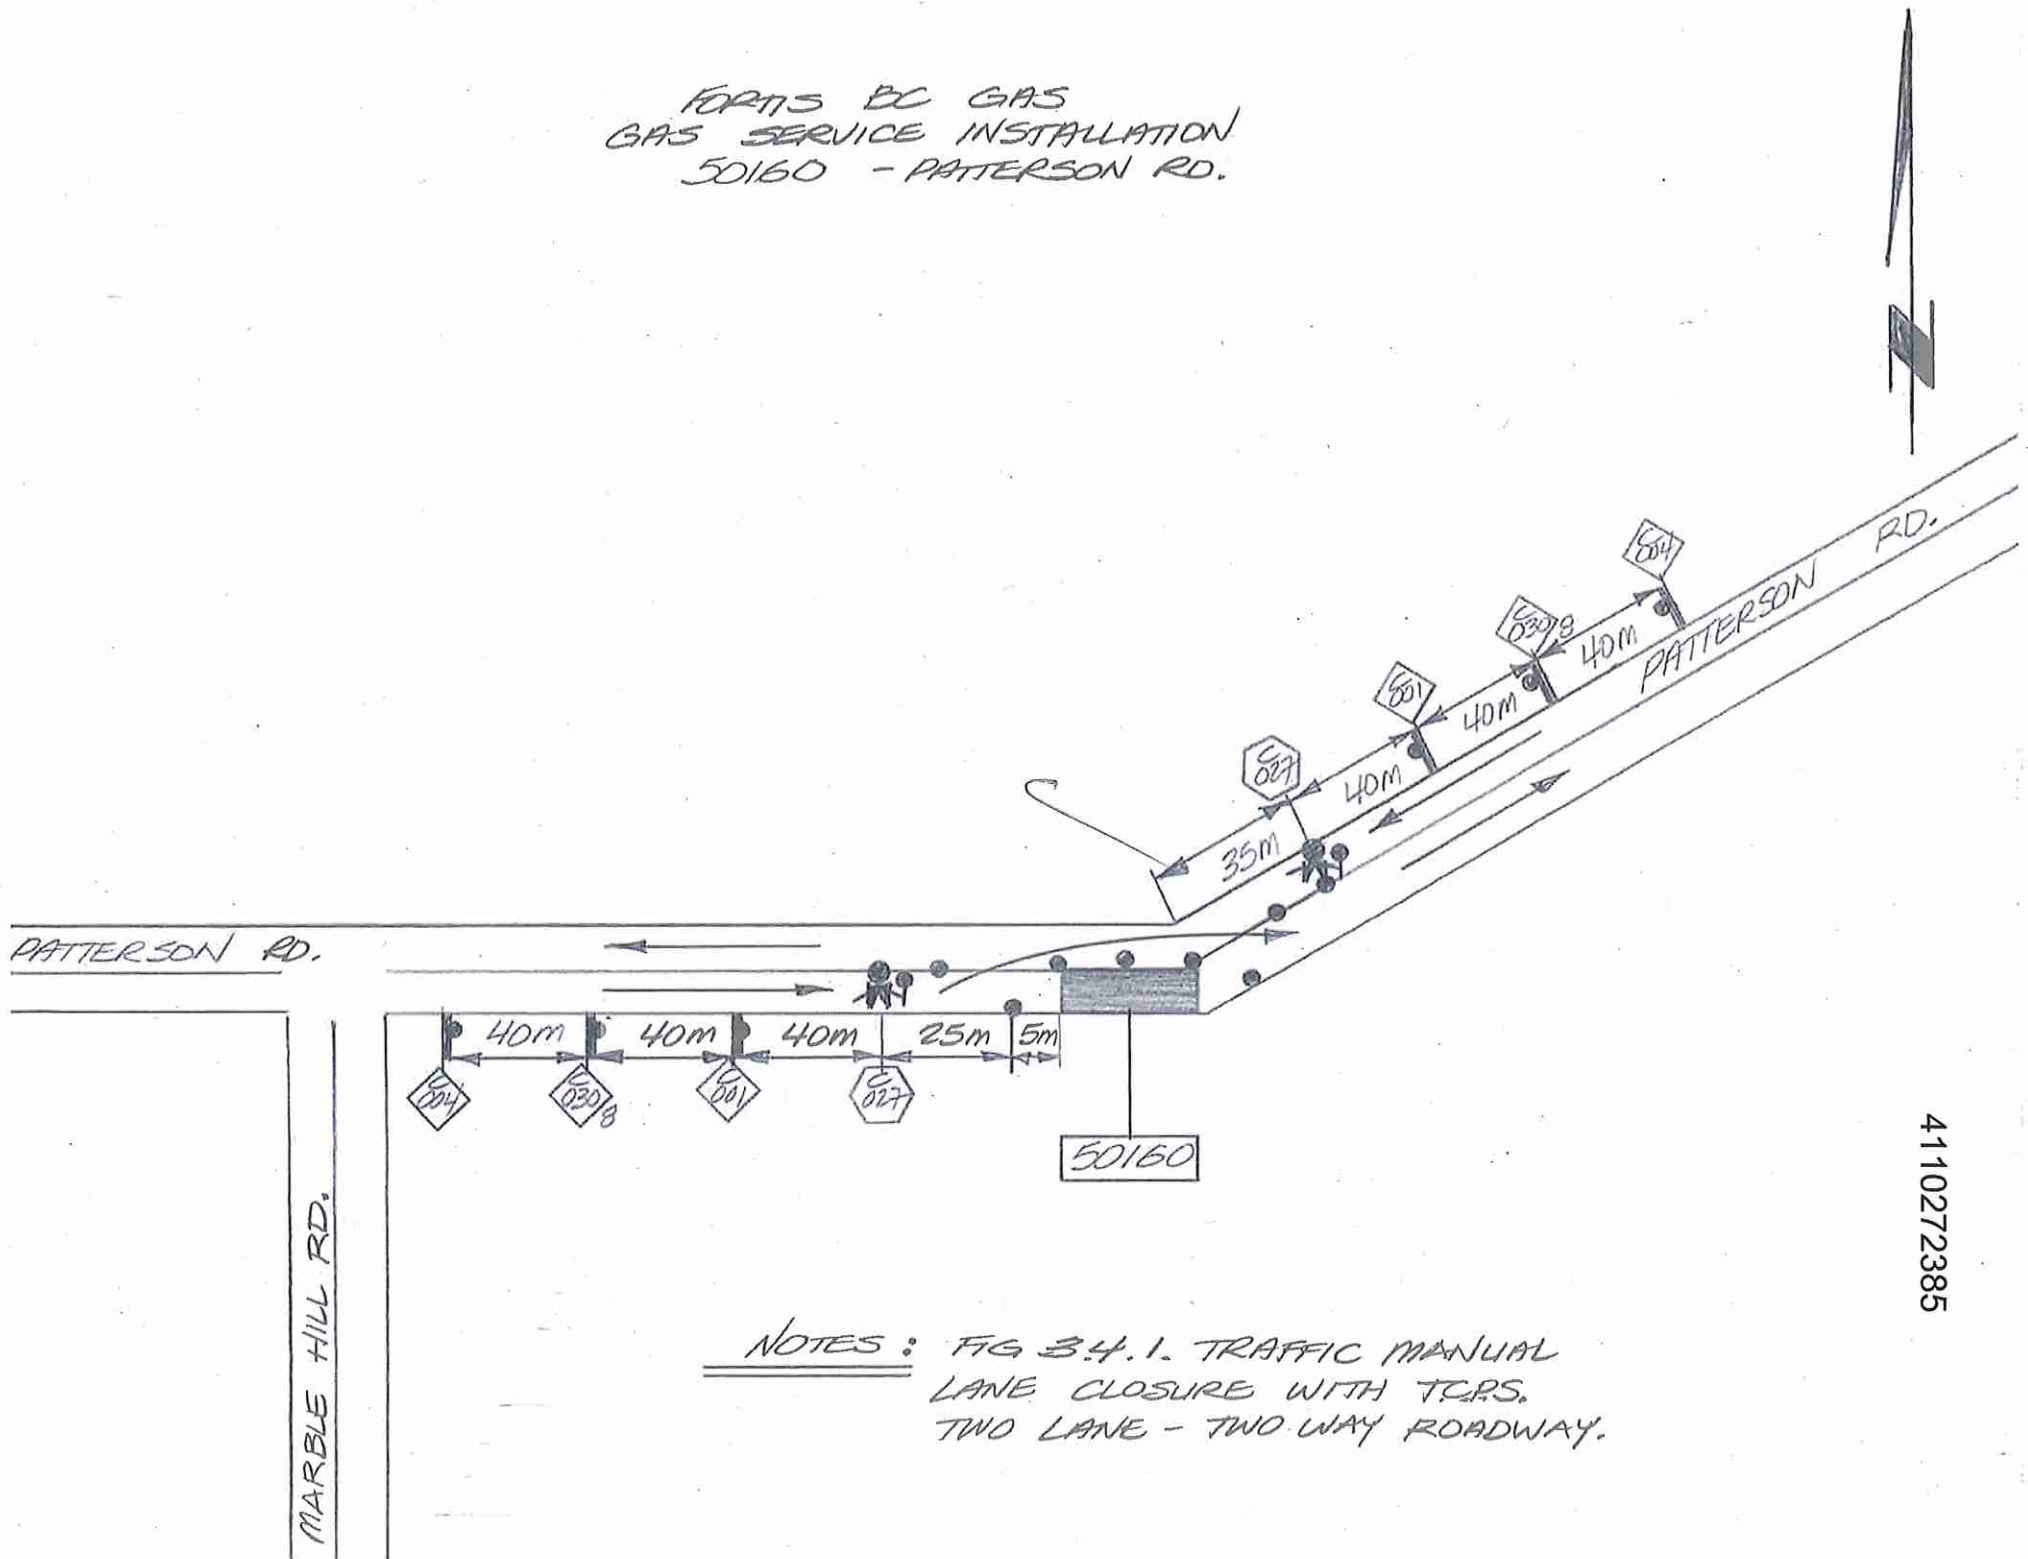 FORTIS BC GAS
GAS SERVICE INSTALLATION
50160 - PATTERSON RD.
N
C 004
C 030 8
40M
PATTERSON RD.
C 001
40M
C 027
40M
35M
PATTERSON RD.
40M
40M
40M
25M
5M
C 004
C 030 8
C 001
C 027
50160
MARBLE HILL RD.
4110272385
NOTES: FIG 3.4.1. TRAFFIC MANUAL
LANE CLOSURE WITH T.C.P.S.
TWO LANE - TWO WAY ROADWAY.